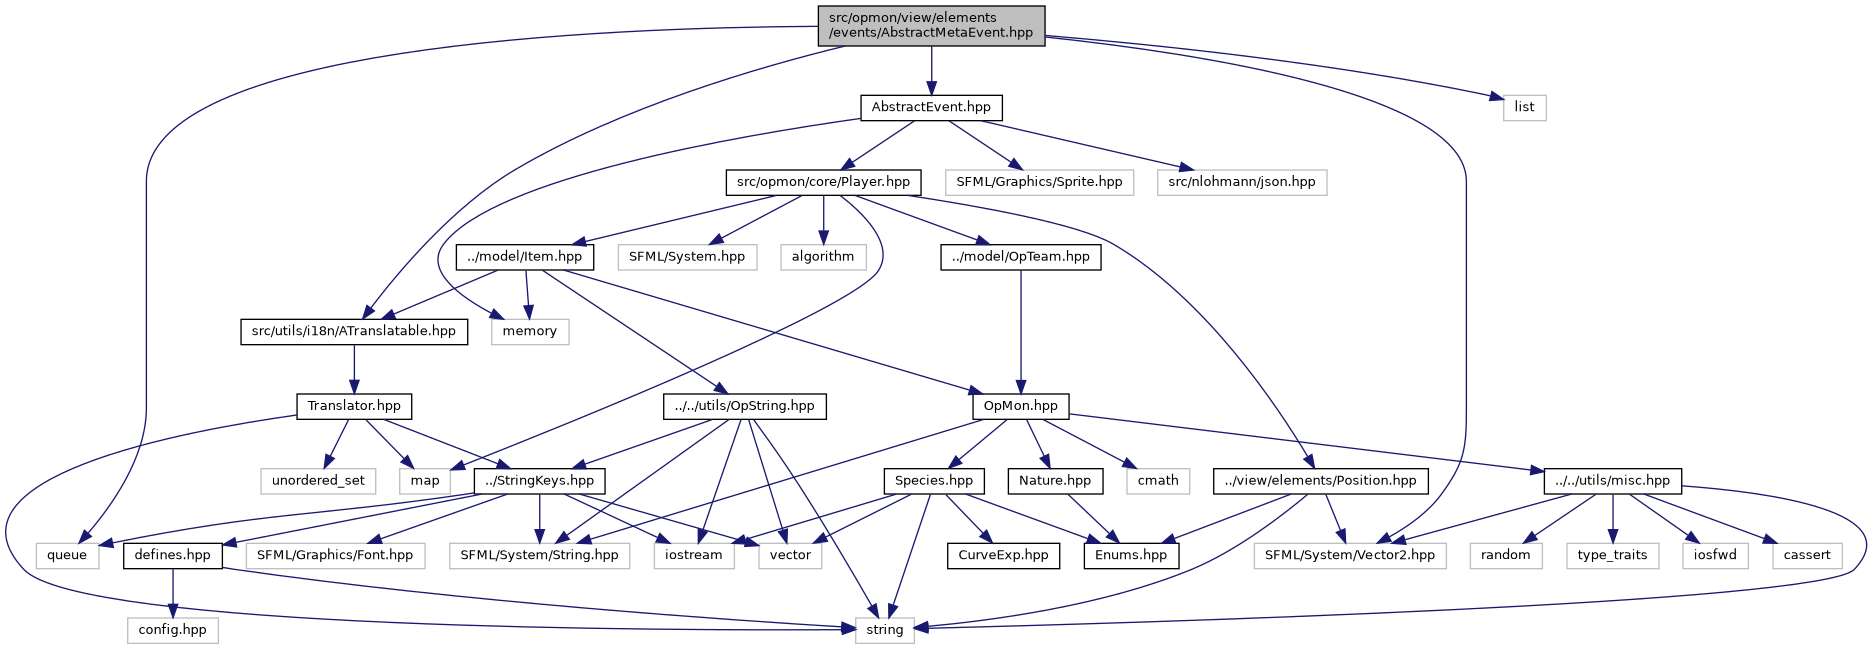 src/opmon/view/elements
/events/AbstractMetaEvent.hpp
AbstractEvent.hpp
list
src/opmon/core/Player.hpp
SFML/Graphics/Sprite.hpp
src/nlohmann/json.hpp
../model/Item.hpp
SFML/System.hpp
algorithm
../model/OpTeam.hpp
src/utils/i18n/ATranslatable.hpp
memory
Translator.hpp
../../utils/OpString.hpp
OpMon.hpp
unordered_set
map
../StringKeys.hpp
Species.hpp
Nature.hpp
cmath
../view/elements/Position.hpp
../../utils/misc.hpp
queue
defines.hpp
SFML/Graphics/Font.hpp
SFML/System/String.hpp
iostream
vector
CurveExp.hpp
Enums.hpp
SFML/System/Vector2.hpp
random
type_traits
iosfwd
cassert
config.hpp
string